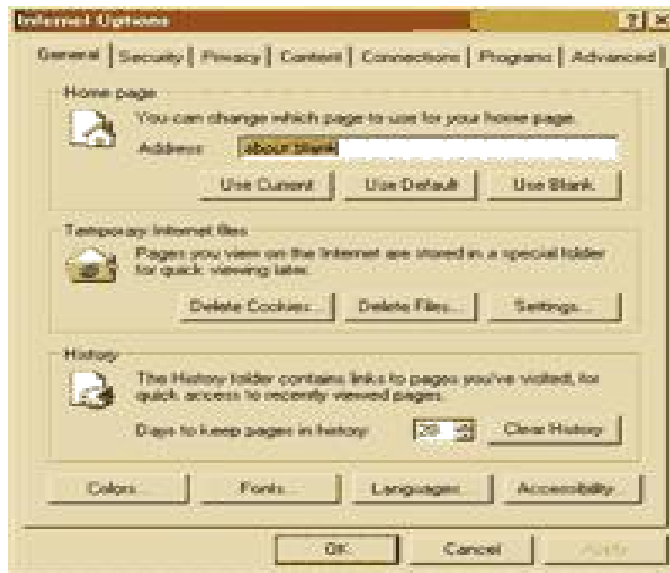 Internet Options
General Security Privacy Content Connections Programs Advanced
Home page
You can change which page to use for your home page.
Address: about:blank
Use Current Use Default Use Blank
Temporary Internet files
Pages you view on the Internet are stored in a special folder
for quick viewing later.
Delete Cookies... Delete Files... Settings...
History
The History folder contains links to pages you've visited, for
quick access to recently viewed pages.
Days to keep pages in history: 20 Clear History
Colors... Fonts... Languages... Accessibility...
OK Cancel Apply